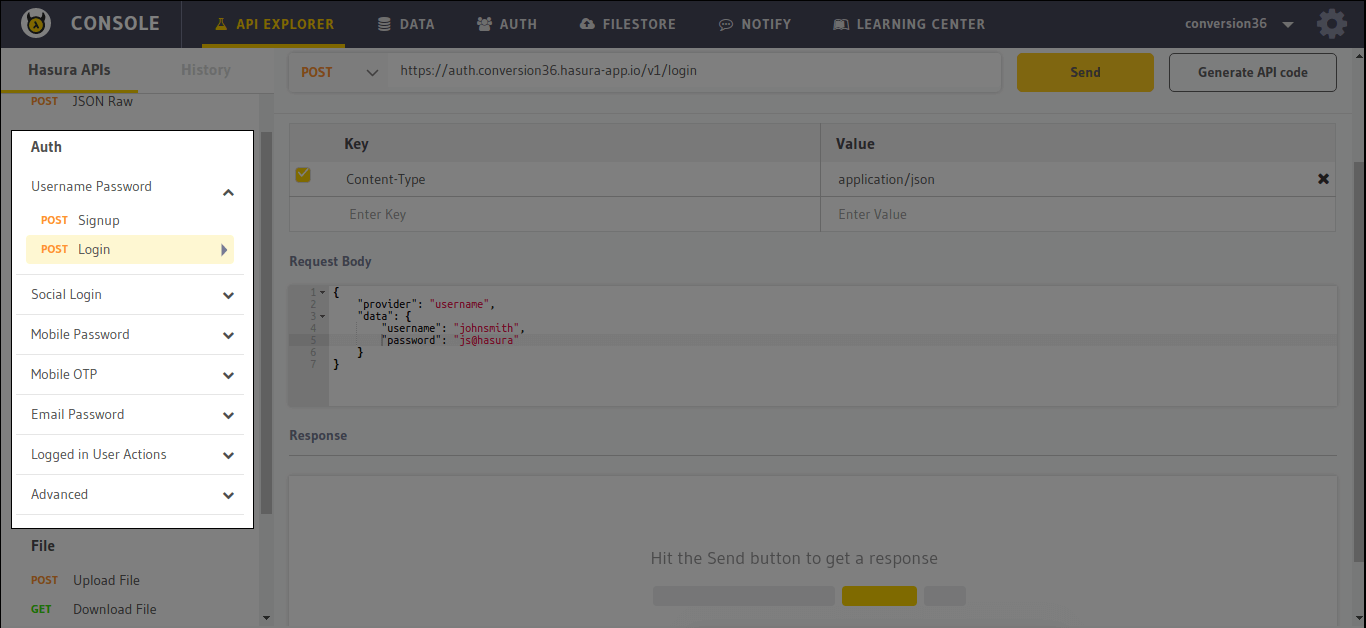 CONSOLE API EXPLORER DATA AUTH FILESTORE NOTIFY LEARNING CENTER conversion36
Hasura APIs History
POST JSON Raw
Auth
Username Password
POST Signup
POST Login
Social Login
Mobile Password
Mobile OTP
Email Password
Logged in User Actions
Advanced
File
POST Upload File
GET Download File
POST https://auth.conversion36.hasura-app.io/v1/login Send Generate API code
Key Value
Content-Type application/json
Enter Key Enter Value
Request Body
1 {
2 "provider": "username",
3 "data": {
4 "username": "johnsmith",
5 "password": "js@hasura"
6 }
7 }
Response
Hit the Send button to get a response